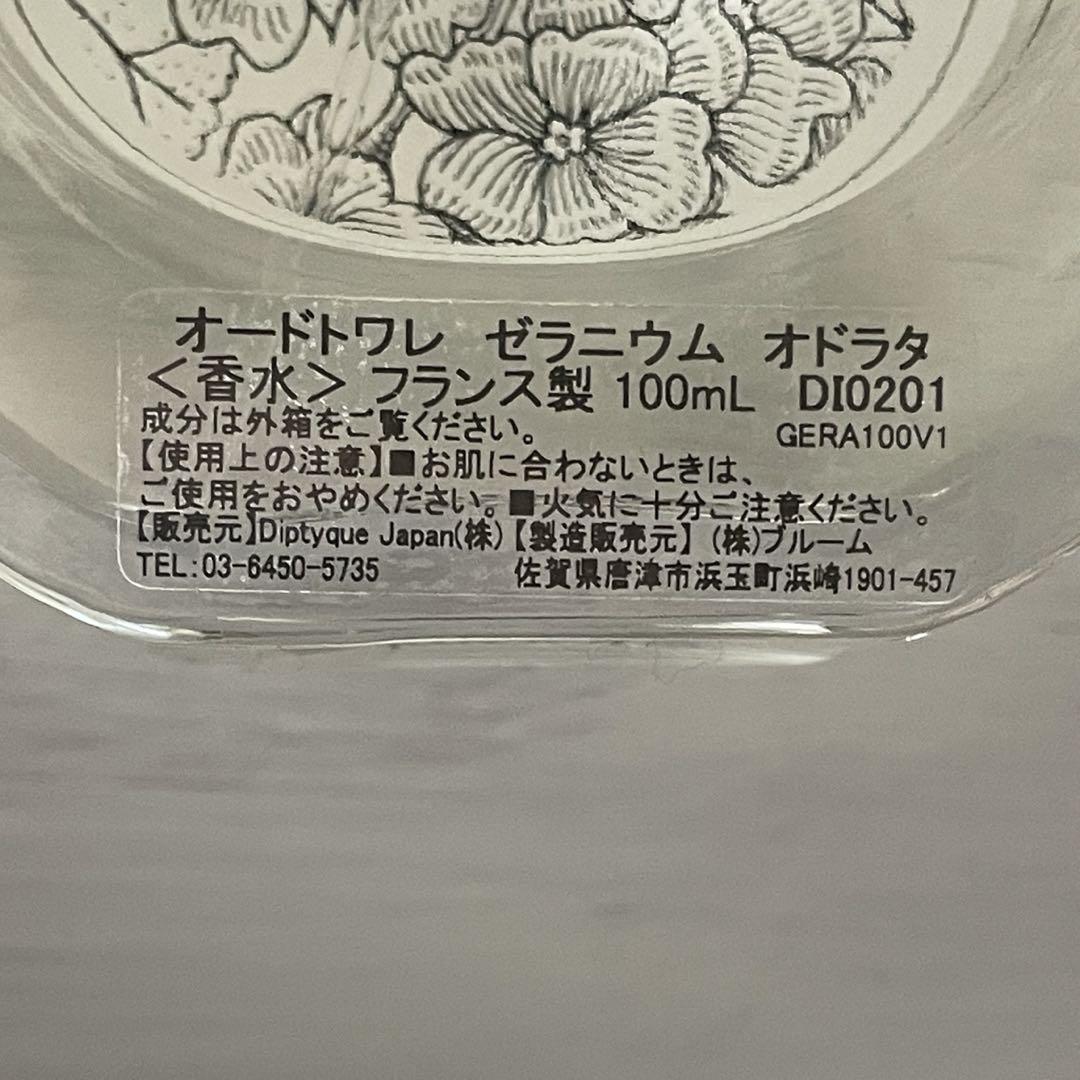 オードトワレ ゼラニウム オドラタ
＜香水＞ フランス製 100mL DI0201
成分は外箱をご覧ください。 GERA100V1
【使用上の注意】■お肌に合わないときは、
ご使用をおやめください。■火気に十分ご注意ください。
【販売元】Diptyque Japan(株)【製造販売元】(株)ブルーム
TEL:03-6450-5735 佐賀県唐津市浜玉町浜崎1901-457